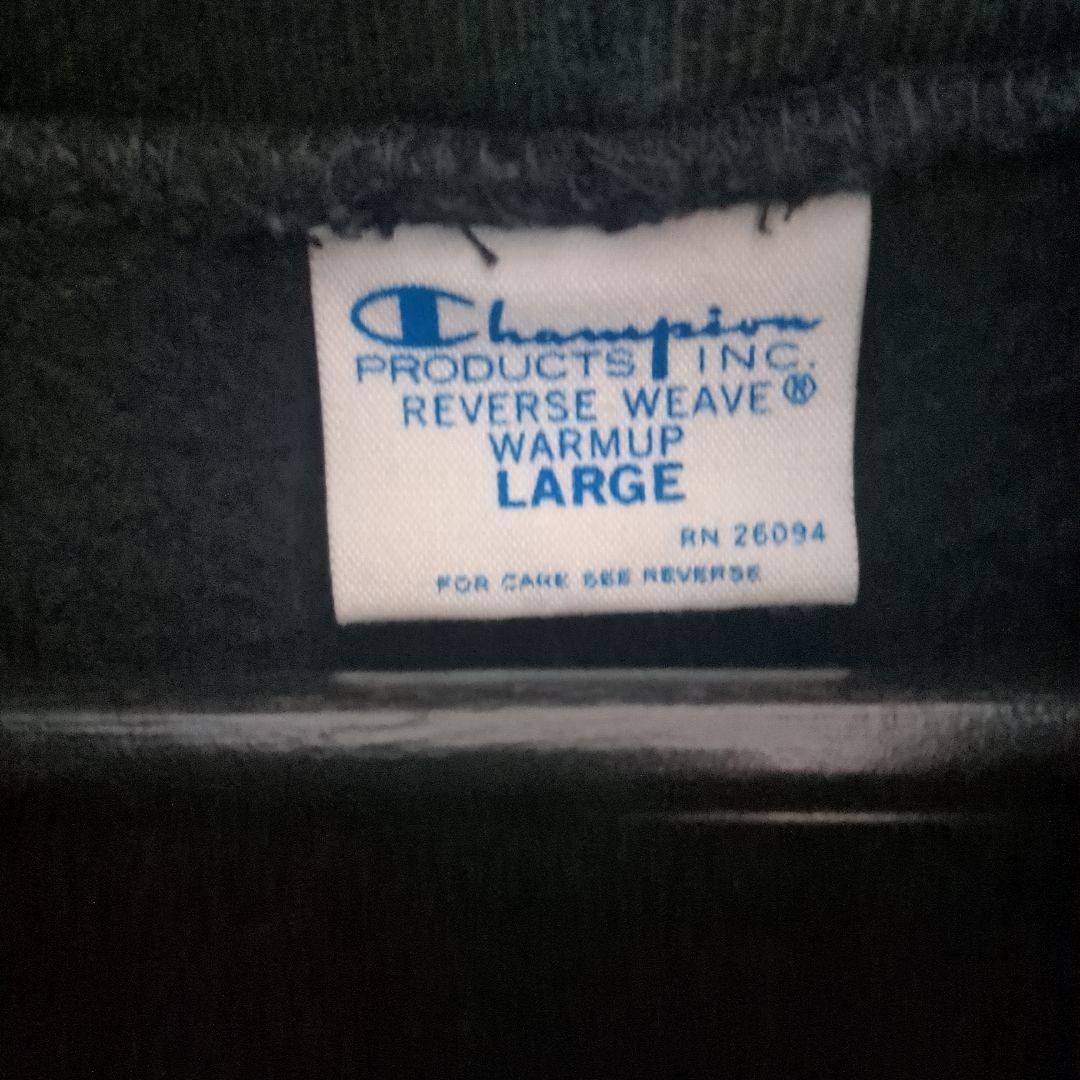 Champion
PRODUCTS INC.
REVERSE WEAVE®
WARMUP
LARGE
RN 26094
FOR CARE SEE REVERSE